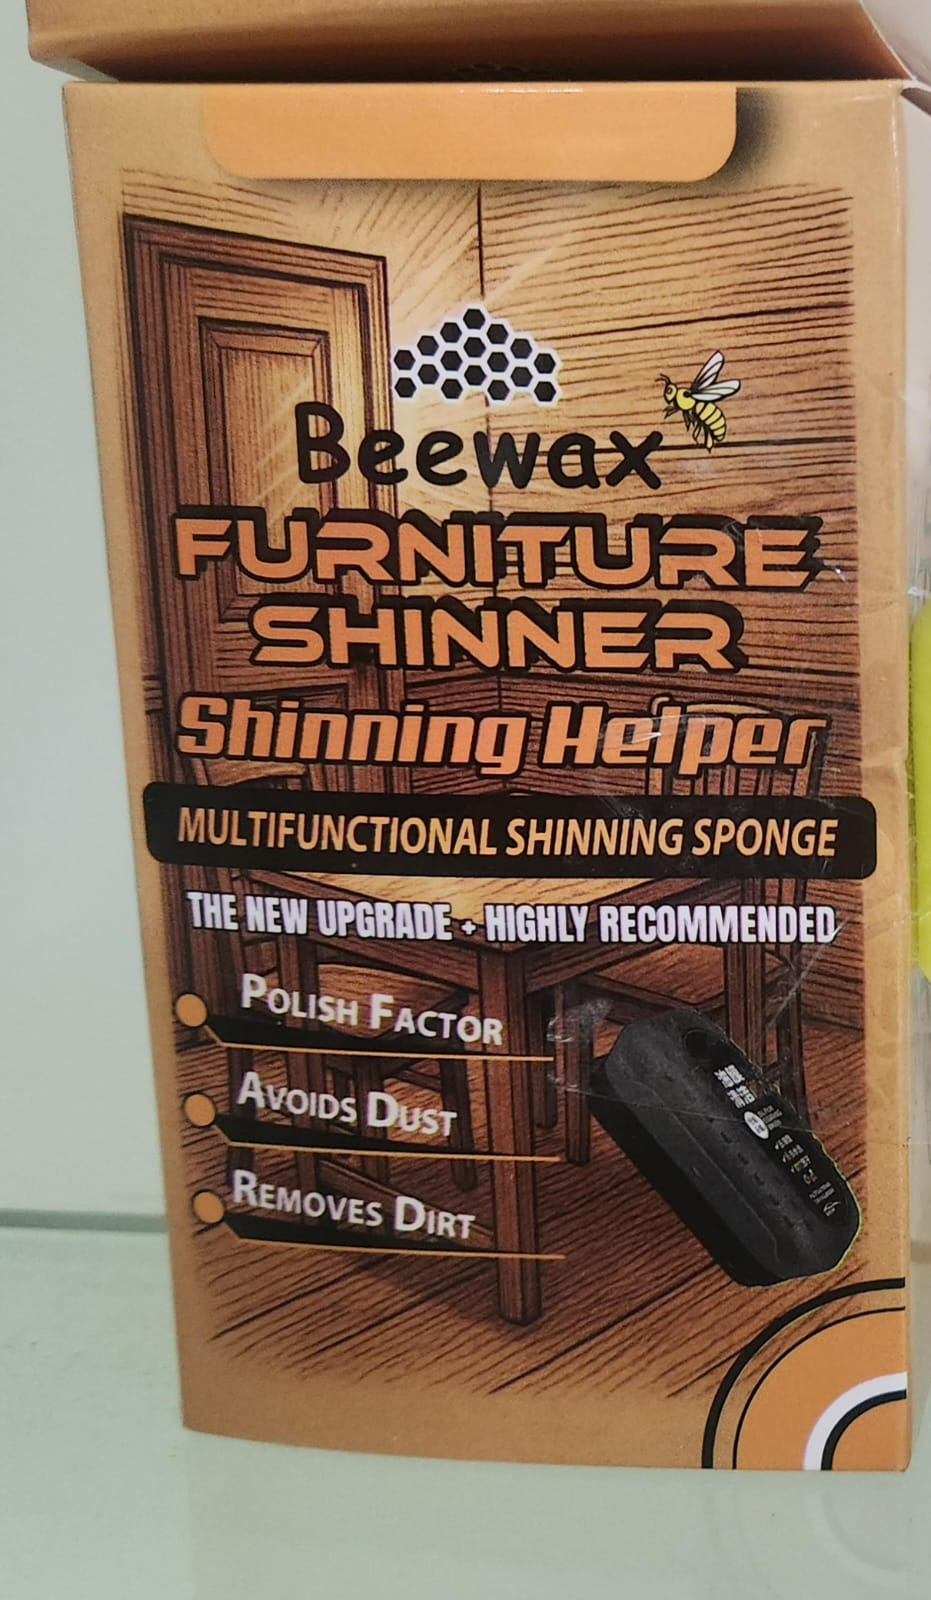 Beewax
FURNITURE
SHINNER
Shinning Helper
MULTIFUNCTIONAL SHINNING SPONGE
THE NEW UPGRADE + HIGHLY RECOMMENDED
POLISH FACTOR
AVOIDS DUST
REMOVES DIRT